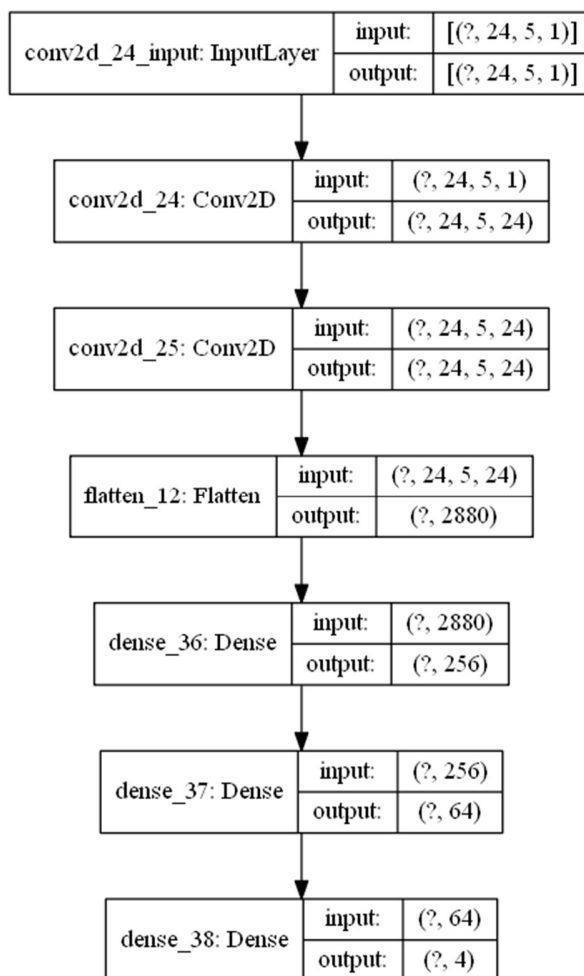 conv2d_24_input: InputLayer
input: [(?, 24, 5, 1)]
output: [(?, 24, 5, 1)]
conv2d_24: Conv2D
input: (?, 24, 5, 1)
output: (?, 24, 5, 24)
conv2d_25: Conv2D
input: (?, 24, 5, 24)
output: (?, 24, 5, 24)
flatten_12: Flatten
input: (?, 24, 5, 24)
output: (?, 2880)
dense_36: Dense
input: (?, 2880)
output: (?, 256)
dense_37: Dense
input: (?, 256)
output: (?, 64)
dense_38: Dense
input: (?, 64)
output: (?, 4)